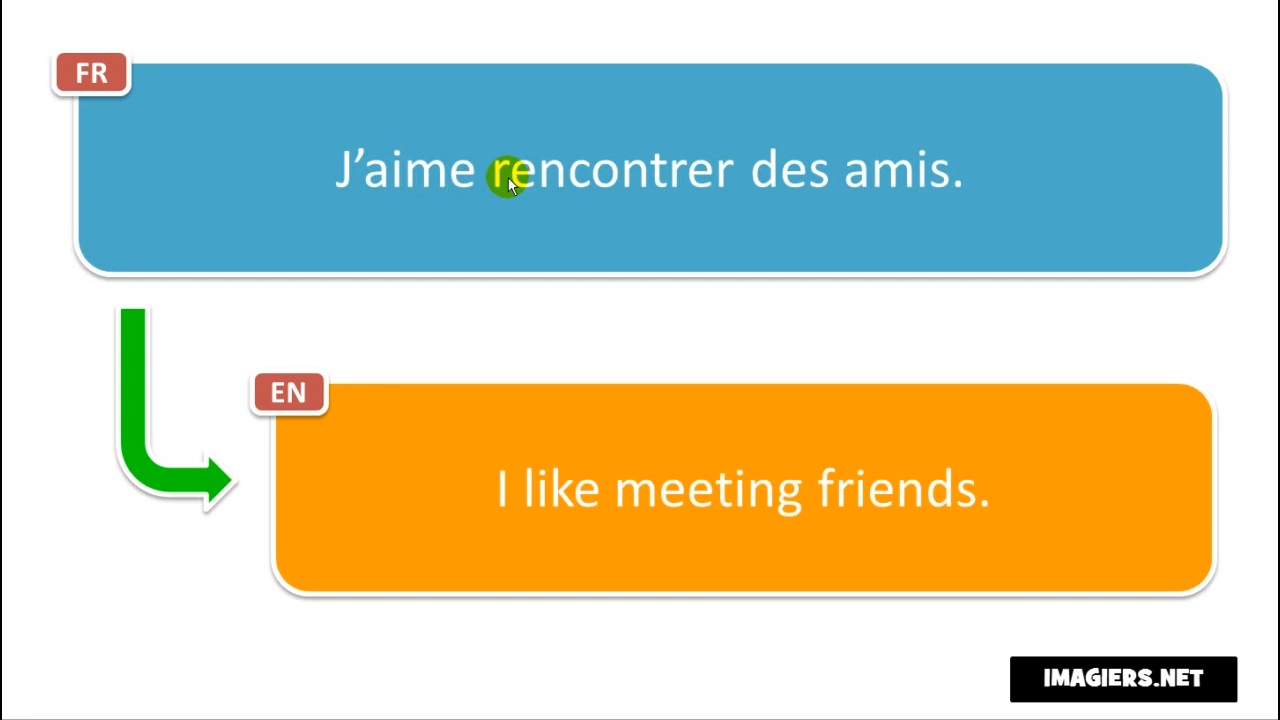 FR
J’aime rencontrer des amis.
EN
I like meeting friends.
IMAGIERS.NET